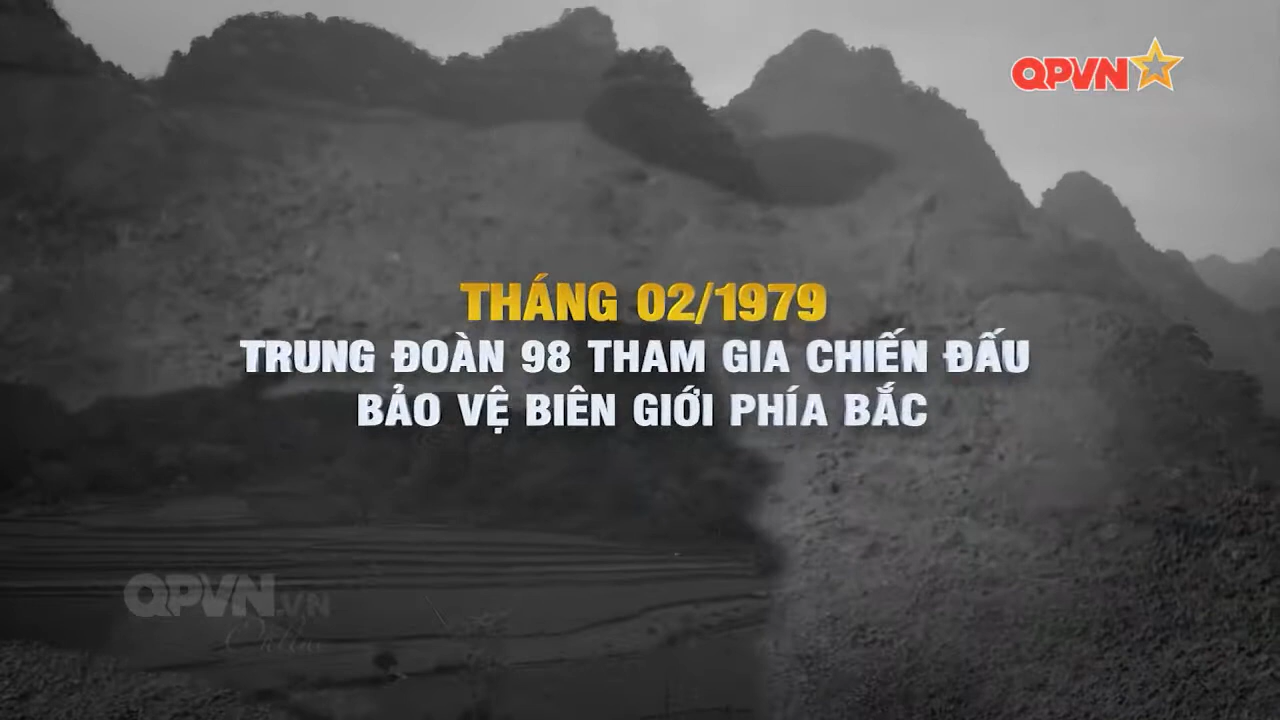 QPVN
THÁNG 02/1979
TRUNG ĐOÀN 98 THAM GIA CHIẾN ĐẤU
BẢO VỆ BIÊN GIỚI PHÍA BẮC
QPVN.VN
Online